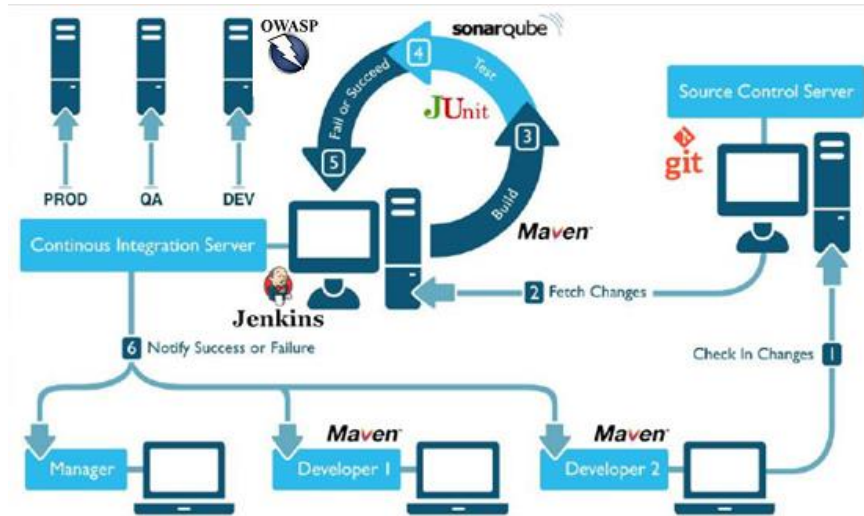 OWASP
sonarqube
4
Test
Fail or Succeed
JUnit
Source Control Server
3
git
5
PROD
QA
DEV
Build
Continous Integration Server
Maven
Jenkins
2 Fetch Changes
6 Notify Success or Failure
Check In Changes 1
Maven
Maven
Manager
Developer 1
Developer 2